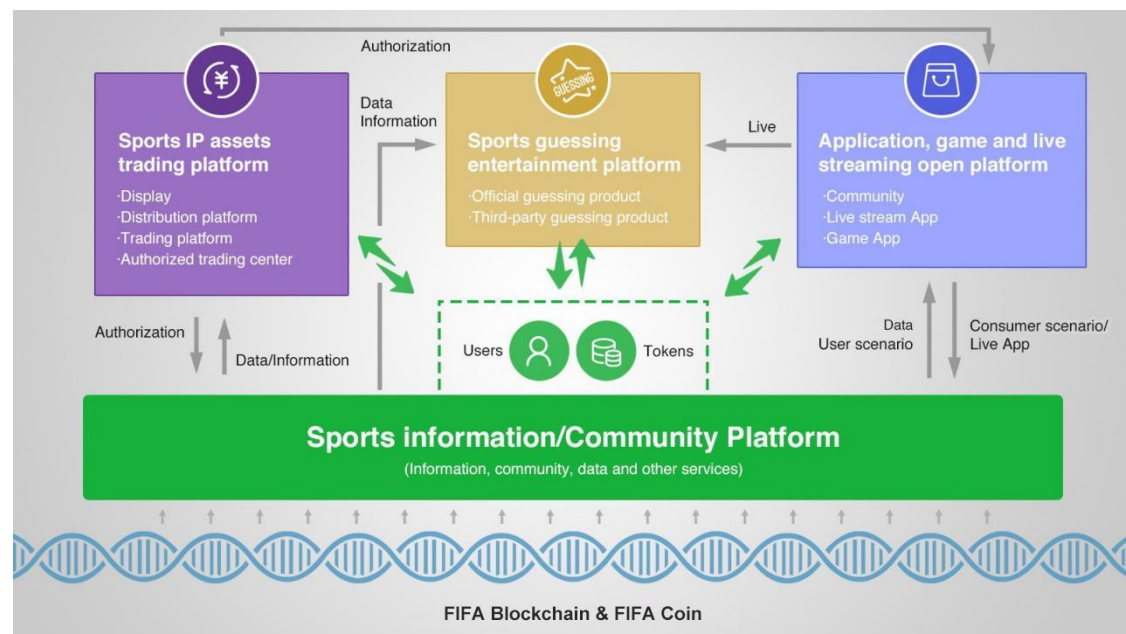 Authorization
Data
Information
Live
¥
GUESSING
Sports IP assets
trading platform
·Display
·Distribution platform
·Trading platform
·Authorized trading center
Sports guessing
entertainment platform
·Official guessing product
·Third-party guessing product
Application, game and live
streaming open platform
·Community
·Live stream App
·Game App
Authorization
Data/Information
Users
Tokens
Data
User scenario
Consumer scenario/
Live App
Sports information/Community Platform
(Information, community, data and other services)
FIFA Blockchain & FIFA Coin